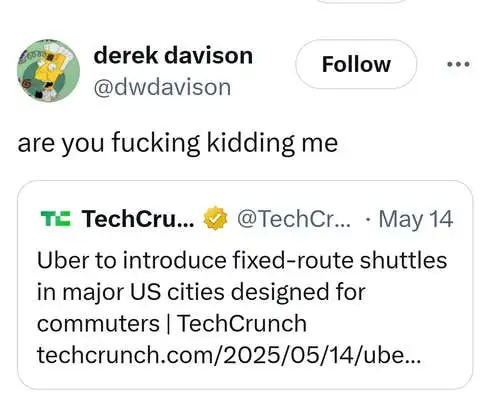 derek davison
Follow
@dwdavison
are you fucking kidding me
TechCru... @TechCr... · May 14
Uber to introduce fixed-route shuttles
in major US cities designed for
commuters | TechCrunch
techcrunch.com/2025/05/14/ube...